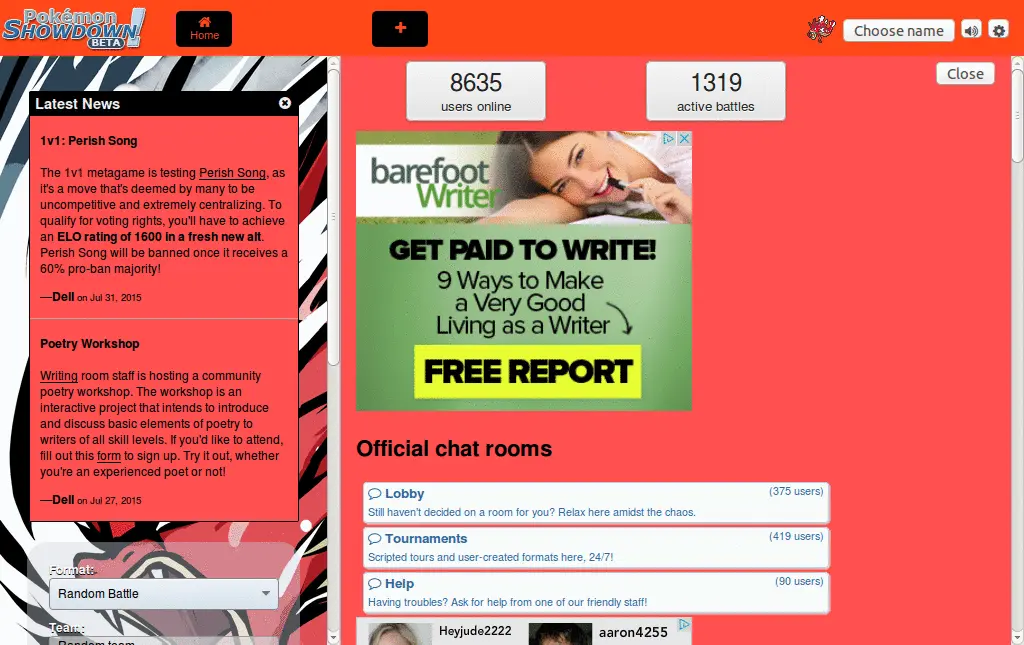 Pokémon
SHOWDOWN!
BETA
Home
Choose name
Latest News
1v1: Perish Song
The 1v1 metagame is testing Perish Song, as
it's a move that's deemed by many to be
uncompetitive and extremely centralizing. To
qualify for voting rights, you'll have to achieve
an ELO rating of 1600 in a fresh new alt.
Perish Song will be banned once it receives a
60% pro-ban majority!
—Dell on Jul 31, 2015
Poetry Workshop
Writing room staff is hosting a community
poetry workshop. The workshop is an
interactive project that intends to introduce
and discuss basic elements of poetry to
writers of all skill levels. If you'd like to attend,
fill out this form to sign up. Try it out, whether
you're an experienced poet or not!
—Dell on Jul 27, 2015
Format:
Random Battle
Team:
Random team
8635
users online
1319
active battles
Close
barefoot
Writer
GET PAID TO WRITE!
9 Ways to Make
a Very Good
Living as a Writer
FREE REPORT
Official chat rooms
Lobby (375 users)
Still haven't decided on a room for you? Relax here amidst the chaos.
Tournaments (419 users)
Scripted tours and user-created formats here, 24/7!
Help (90 users)
Having troubles? Ask for help from one of our friendly staff!
Heyjude2222
aaron4255